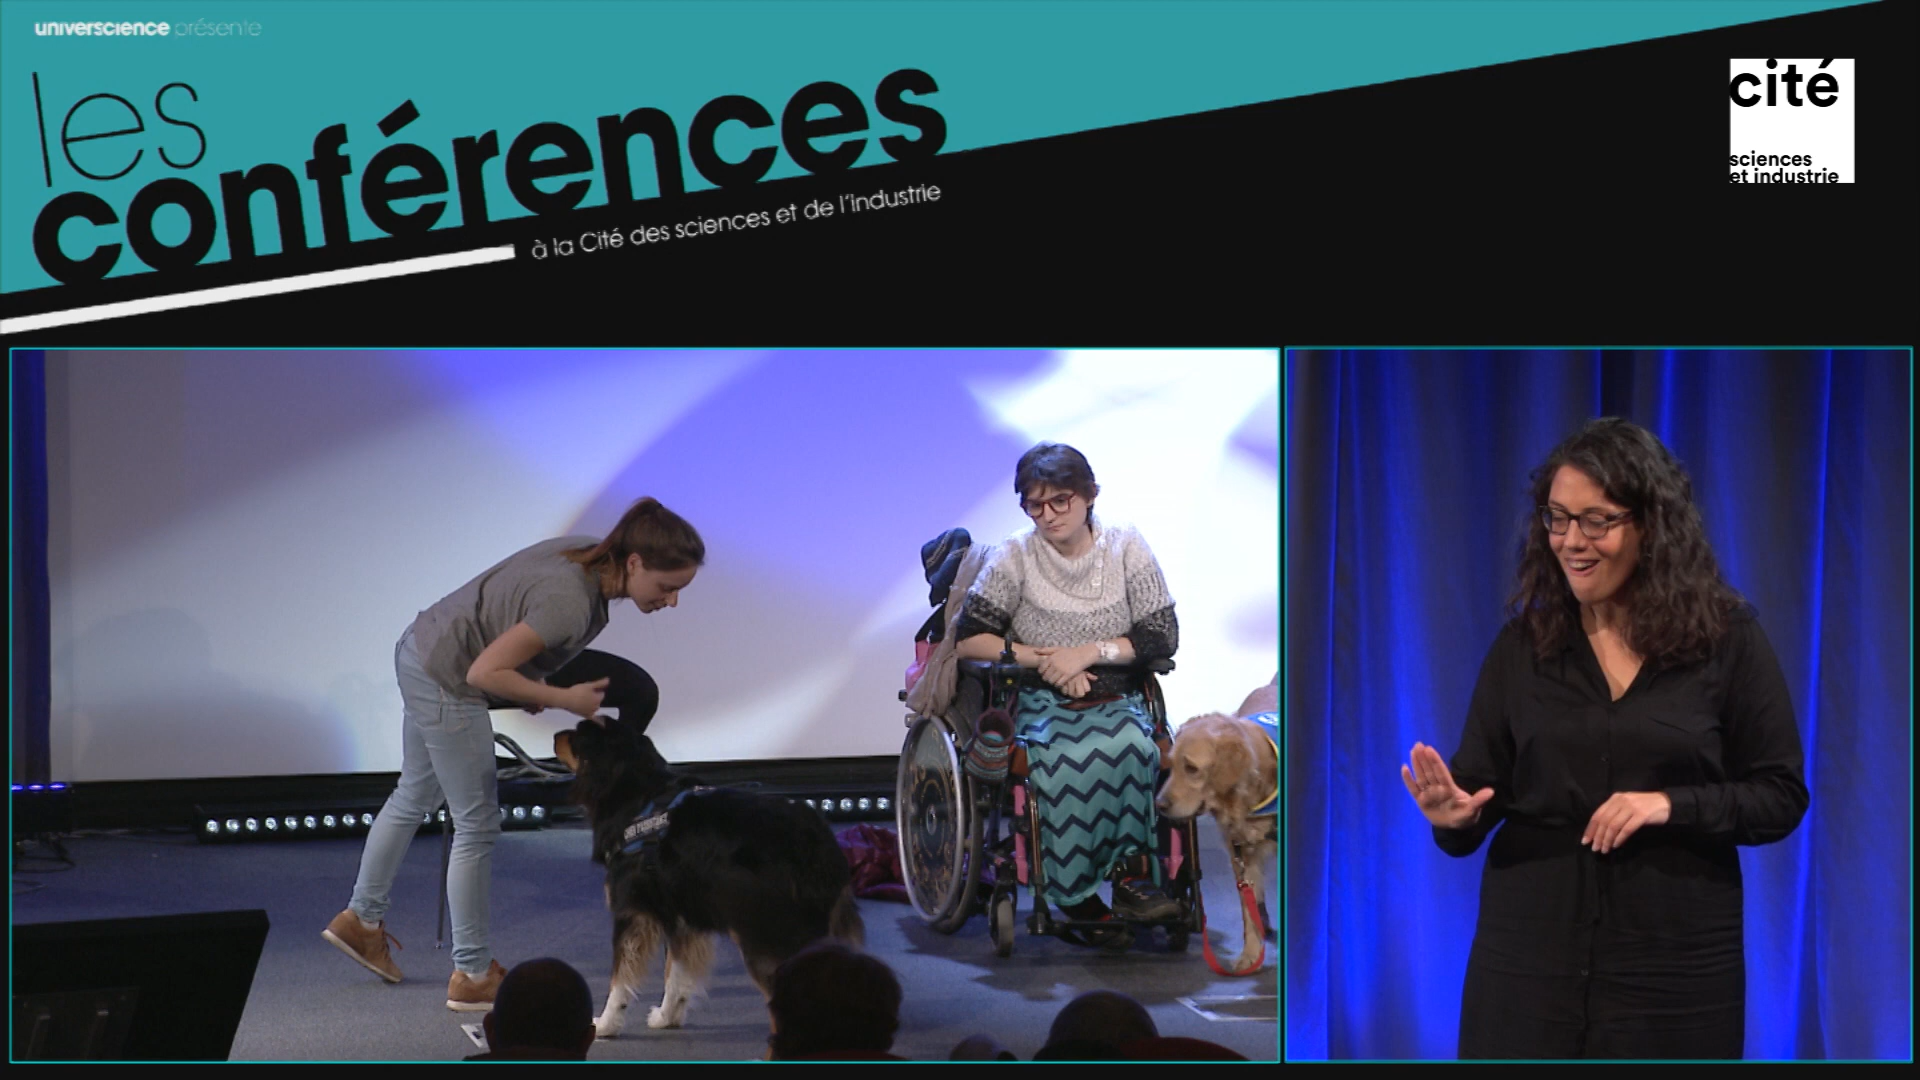 universcience présente
les
conférences
à la Cité des sciences et de l'industrie
cité
sciences
et industrie